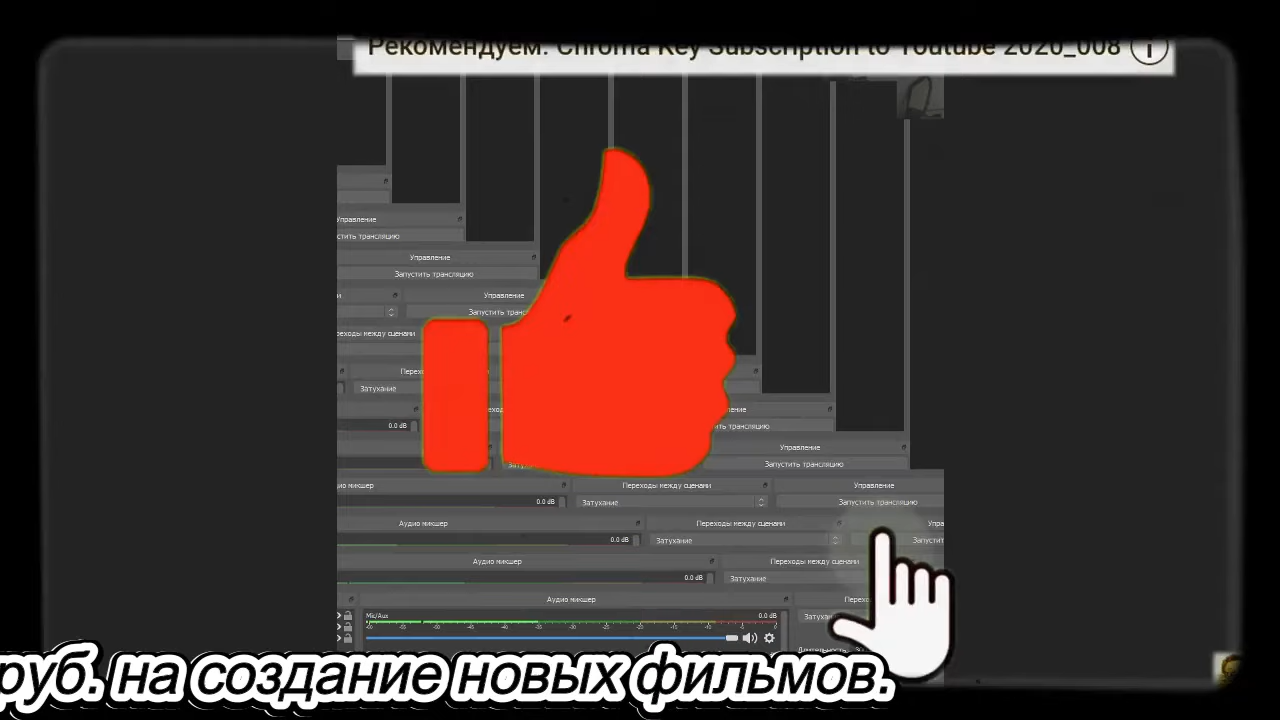 Рекомендуем: Chroma Key Subscription to Youtube 2020_008
Управление
стить трансляцию
Управление
Запустить трансляцию
Управление
Запустить транс
реходы между сценами
Затухание
0.0 dB
Управление
Запустить трансляцию
Переходы между сценами
Управление
0.0 dB
Затухание
Запустить трансляцию
Аудио микшер
Переходы между сценами
0.0 dB
Затухание
Аудио микшер
Переходы между сценами
0.0 dB
Затухание
Аудио микшер
Mic/Aux
0.0 dB
руб. на создание новых фильмов.